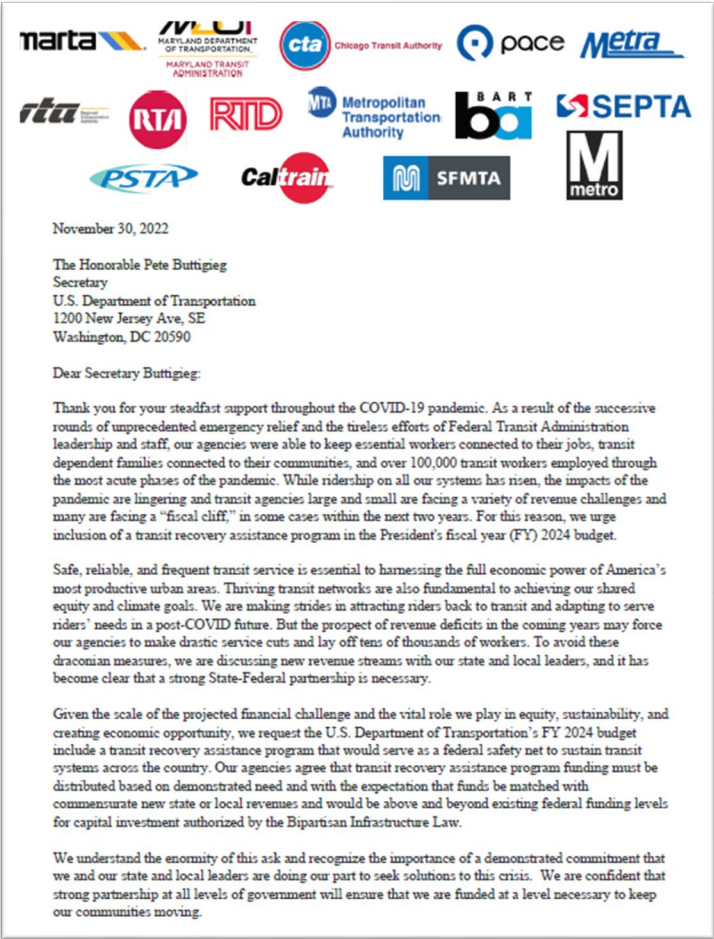 marta
MARYLAND DEPARTMENT
OF TRANSPORTATION
MARYLAND TRANSIT
ADMINISTRATION
cta Chicago Transit Authority
pace
Metra
rta
RTA
RTD
MTA Metropolitan
Transportation
Authority
BART
ba
SEPTA
PSTA
Caltrain
SFMTA
M
metro
November 30, 2022
The Honorable Pete Buttigieg
Secretary
U.S. Department of Transportation
1200 New Jersey Ave, SE
Washington, DC 20590
Dear Secretary Buttigieg:
Thank you for your steadfast support throughout the COVID-19 pandemic. As a result of the successive
rounds of unprecedented emergency relief and the tireless efforts of Federal Transit Administration
leadership and staff, our agencies were able to keep essential workers connected to their jobs, transit
dependent families connected to their communities, and over 100,000 transit workers employed through
the most acute phases of the pandemic. While ridership on all our systems has risen, the impacts of the
pandemic are lingering and transit agencies large and small are facing a variety of revenue challenges and
many are facing a “fiscal cliff,” in some cases within the next two years. For this reason, we urge
inclusion of a transit recovery assistance program in the President's fiscal year (FY) 2024 budget.
Safe, reliable, and frequent transit service is essential to harnessing the full economic power of America’s
most productive urban areas. Thriving transit networks are also fundamental to achieving our shared
equity and climate goals. We are making strides in attracting riders back to transit and adapting to serve
riders’ needs in a post-COVID future. But the prospect of revenue deficits in the coming years may force
our agencies to make drastic service cuts and lay off tens of thousands of workers. To avoid these
draconian measures, we are discussing new revenue streams with our state and local leaders, and it has
become clear that a strong State-Federal partnership is necessary.
Given the scale of the projected financial challenge and the vital role we play in equity, sustainability, and
creating economic opportunity, we request the U.S. Department of Transportation’s FY 2024 budget
include a transit recovery assistance program that would serve as a federal safety net to sustain transit
systems across the country. Our agencies agree that transit recovery assistance program funding must be
distributed based on demonstrated need and with the expectation that funds be matched with
commensurate new state or local revenues and would be above and beyond existing federal funding levels
for capital investment authorized by the Bipartisan Infrastructure Law.
We understand the enormity of this ask and recognize the importance of a demonstrated commitment that
we and our state and local leaders are doing our part to seek solutions to this crisis.  We are confident that
strong partnership at all levels of government will ensure that we are funded at a level necessary to keep
our communities moving.